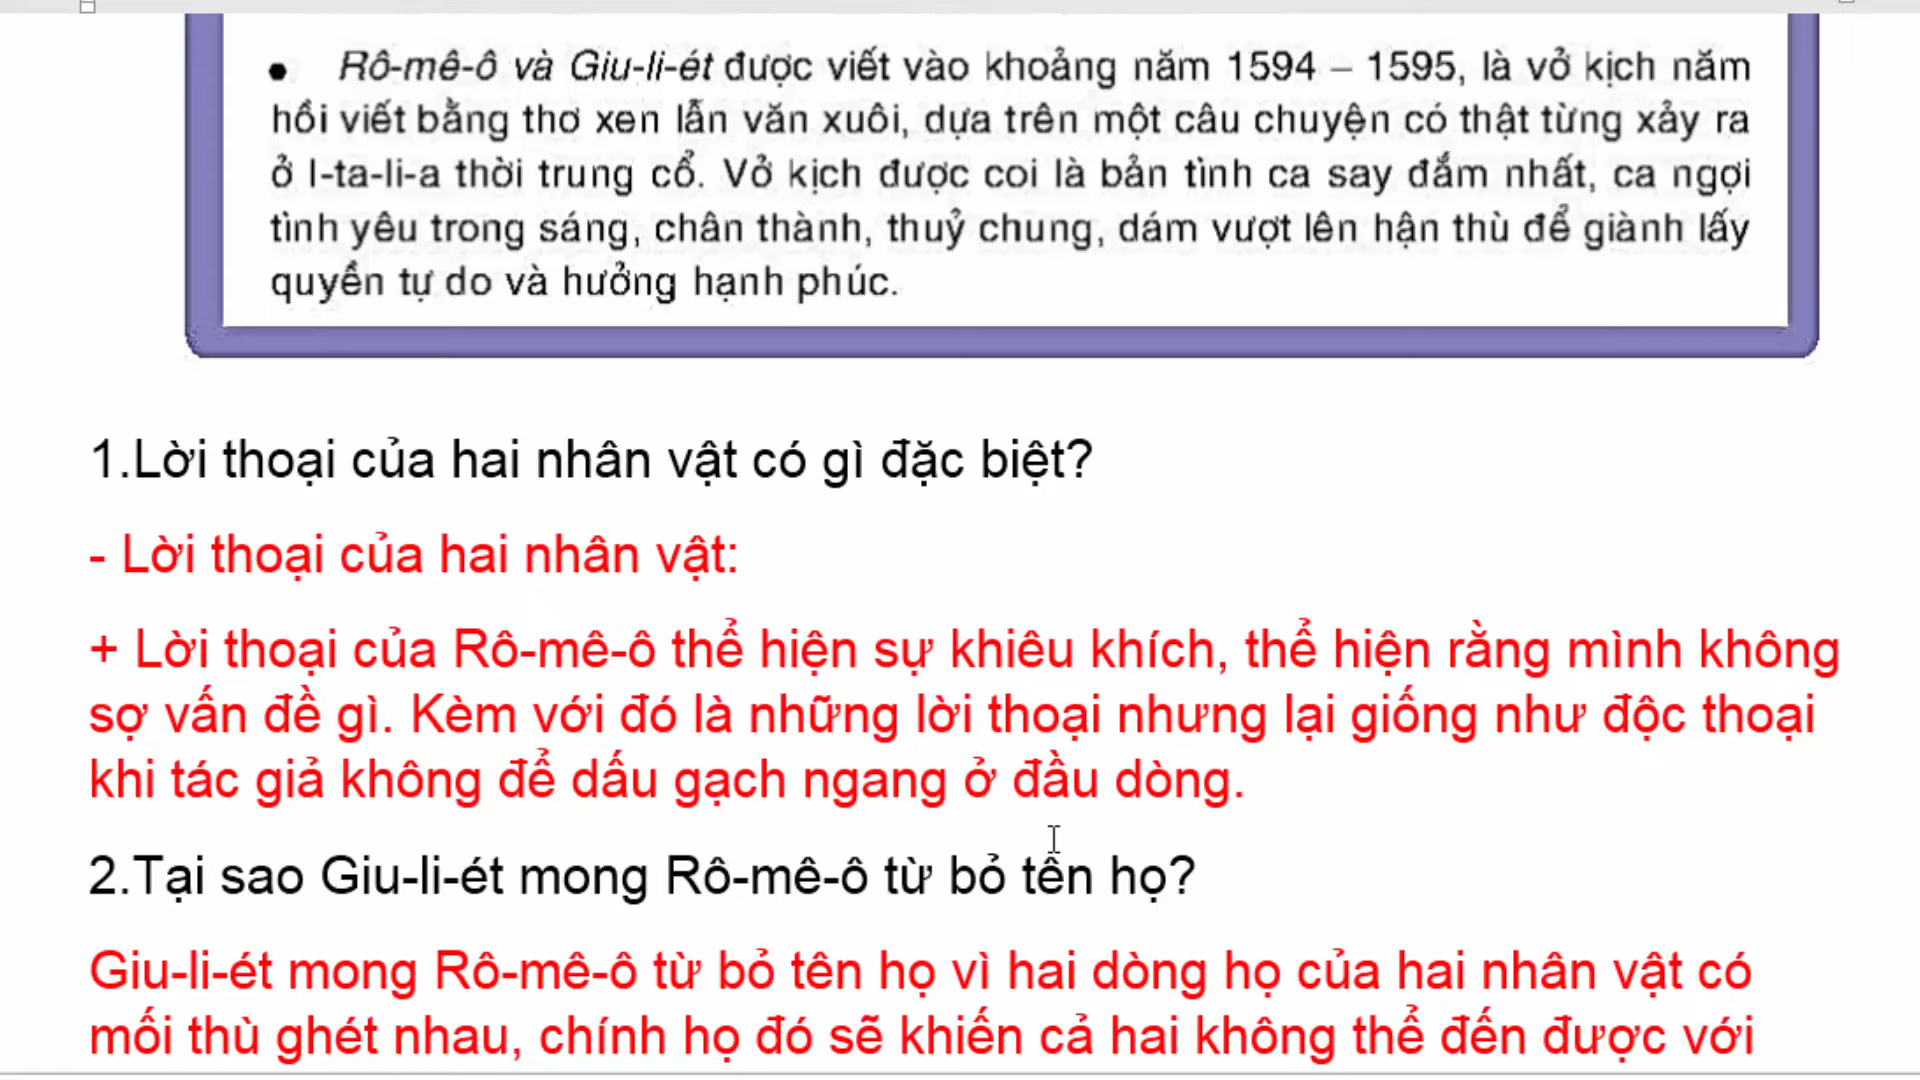 • Rô-mê-ô và Giu-li-ét được viết vào khoảng năm 1594 – 1595, là vở kịch năm
hồi viết bằng thơ xen lẫn văn xuôi, dựa trên một câu chuyện có thật từng xảy ra
ở I-ta-li-a thời trung cổ. Vở kịch được coi là bản tình ca say đắm nhất, ca ngợi
tình yêu trong sáng, chân thành, thuỷ chung, dám vượt lên hận thù để giành lấy
quyền tự do và hưởng hạnh phúc.
1.Lời thoại của hai nhân vật có gì đặc biệt?
- Lời thoại của hai nhân vật:
+ Lời thoại của Rô-mê-ô thể hiện sự khiêu khích, thể hiện rằng mình không
sợ vấn đề gì. Kèm với đó là những lời thoại nhưng lại giống như độc thoại
khi tác giả không để dấu gạch ngang ở đầu dòng.
2.Tại sao Giu-li-ét mong Rô-mê-ô từ bỏ tên họ?
Giu-li-ét mong Rô-mê-ô từ bỏ tên họ vì hai dòng họ của hai nhân vật có
mối thù ghét nhau, chính họ đó sẽ khiến cả hai không thể đến được với